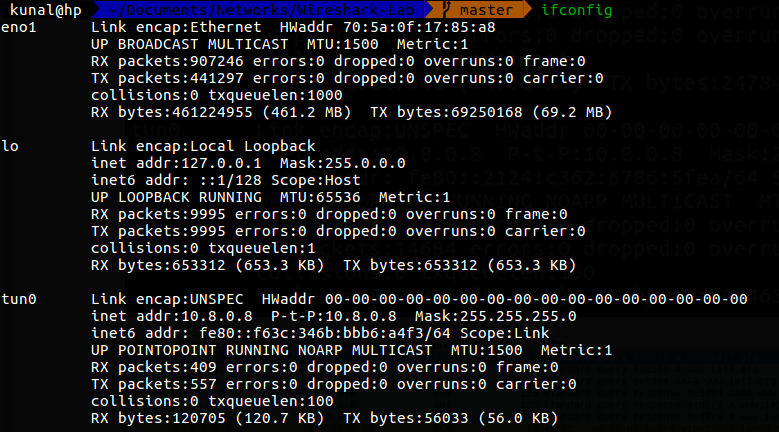 kunal@hp ~/Documents/Networks/Wireshark-Lab master ifconfig
eno1 Link encap:Ethernet HWaddr 70:5a:0f:17:85:a8
UP BROADCAST MULTICAST MTU:1500 Metric:1
RX packets:907246 errors:0 dropped:0 overruns:0 frame:0
TX packets:441297 errors:0 dropped:0 overruns:0 carrier:0
collisions:0 txqueuelen:1000
RX bytes:461224955 (461.2 MB) TX bytes:69250168 (69.2 MB)
lo Link encap:Local Loopback
inet addr:127.0.0.1 Mask:255.0.0.0
inet6 addr: ::1/128 Scope:Host
UP LOOPBACK RUNNING MTU:65536 Metric:1
RX packets:9995 errors:0 dropped:0 overruns:0 frame:0
TX packets:9995 errors:0 dropped:0 overruns:0 carrier:0
collisions:0 txqueuelen:1
RX bytes:653312 (653.3 KB) TX bytes:653312 (653.3 KB)
tun0 Link encap:UNSPEC HWaddr 00-00-00-00-00-00-00-00-00-00-00-00-00-00-00-00
inet addr:10.8.0.8 P-t-P:10.8.0.8 Mask:255.255.255.0
inet6 addr: fe80::f63c:346b:bbb6:a4f3/64 Scope:Link
UP POINTOPOINT RUNNING NOARP MULTICAST MTU:1500 Metric:1
RX packets:409 errors:0 dropped:0 overruns:0 frame:0
TX packets:557 errors:0 dropped:0 overruns:0 carrier:0
collisions:0 txqueuelen:100
RX bytes:120705 (120.7 KB) TX bytes:56033 (56.0 KB)